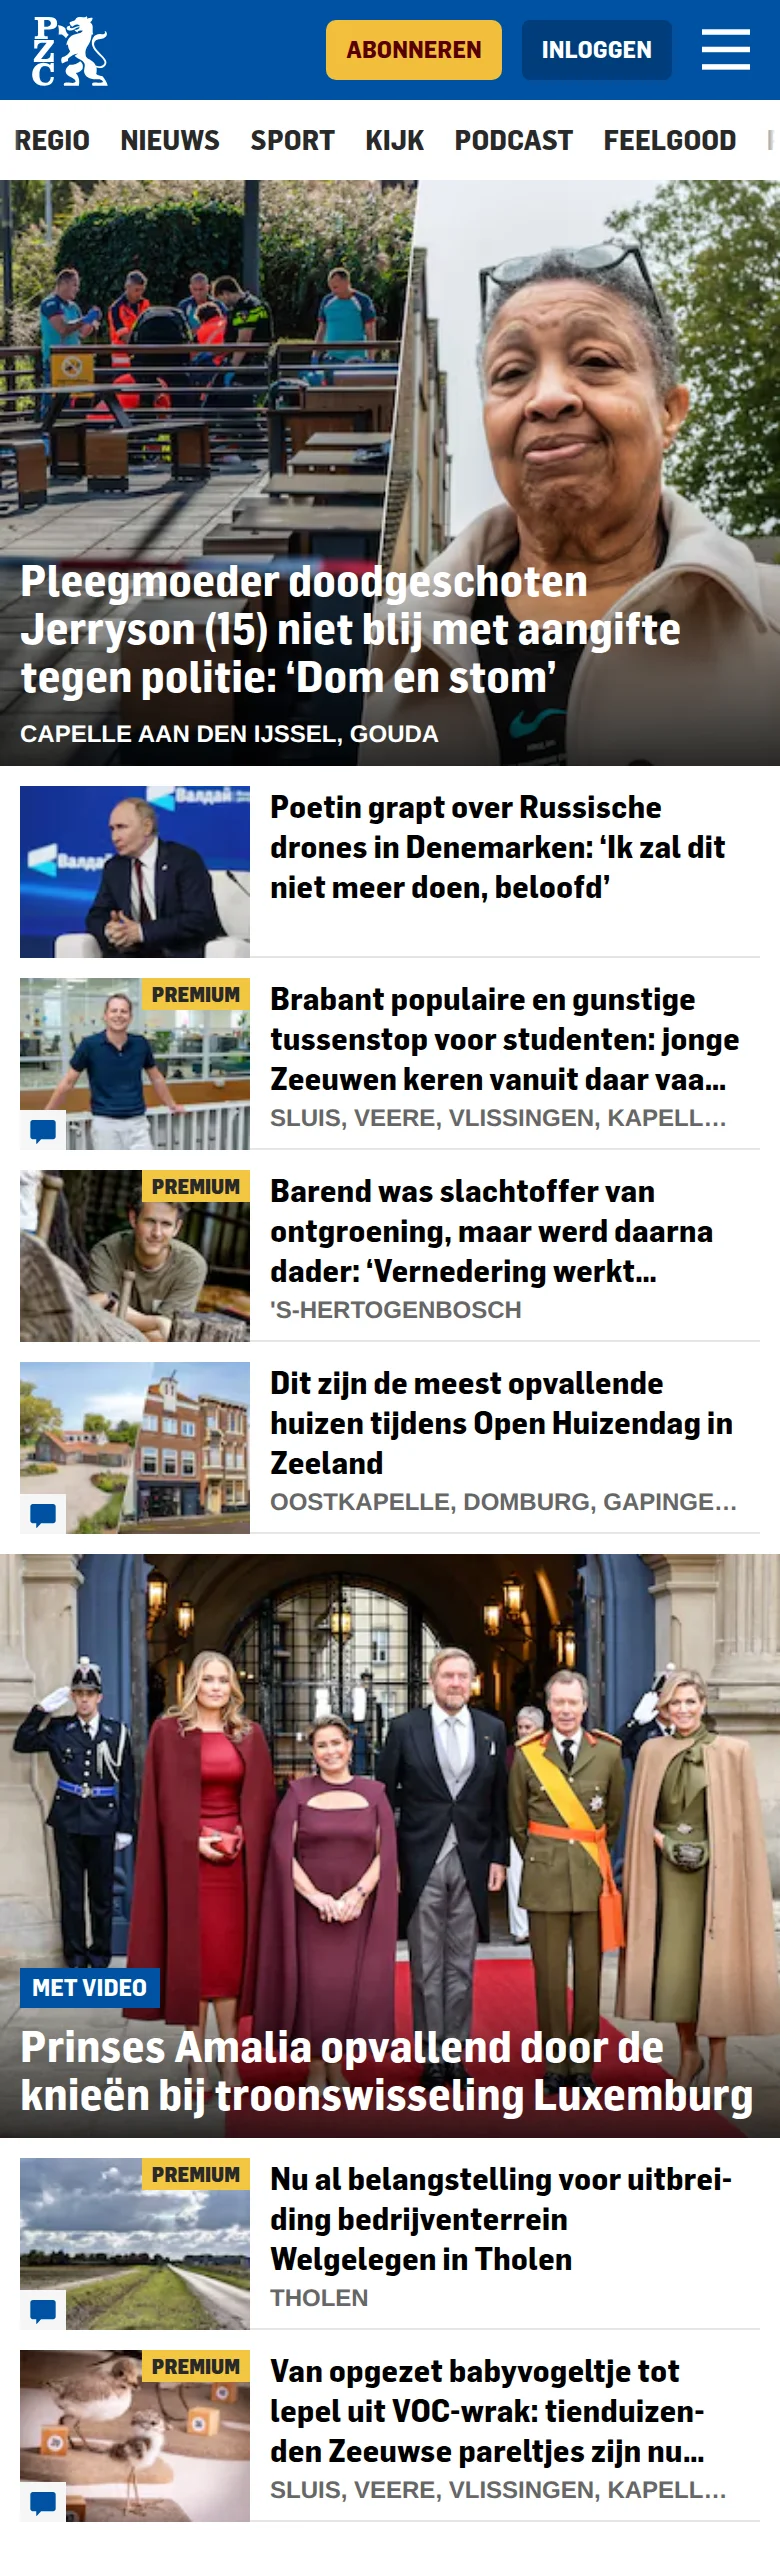 PZC
ABONNEREN
INLOGGEN
REGIO NIEUWS SPORT KIJK PODCAST FEELGOOD
Pleegmoeder doodgeschoten
Jerryson (15) niet blij met aangifte
tegen politie: ‘Dom en stom’
CAPELLE AAN DEN IJSSEL, GOUDA
Валдай
Валдай
Poetin grapt over Russische
drones in Denemarken: ‘Ik zal dit
niet meer doen, beloofd’
PREMIUM
Brabant populaire en gunstige
tussenstop voor studenten: jonge
Zeeuwen keren vanuit daar vaa...
SLUIS, VEERE, VLISSINGEN, KAPELL...
PREMIUM
Barend was slachtoffer van
ontgroening, maar werd daarna
dader: ‘Vernedering werkt...
'S-HERTOGENBOSCH
Dit zijn de meest opvallende
huizen tijdens Open Huizendag in
Zeeland
OOSTKAPELLE, DOMBURG, GAPINGE...
MET VIDEO
Prinses Amalia opvallend door de
knieën bij troonswisseling Luxemburg
PREMIUM
Nu al belangstelling voor uitbrei-
ding bedrijventerrein
Welgelegen in Tholen
THOLEN
PREMIUM
Van opgezet babyvogeltje tot
lepel uit VOC-wrak: tienduizen-
den Zeeuwse pareltjes zijn nu...
SLUIS, VEERE, VLISSINGEN, KAPELL...